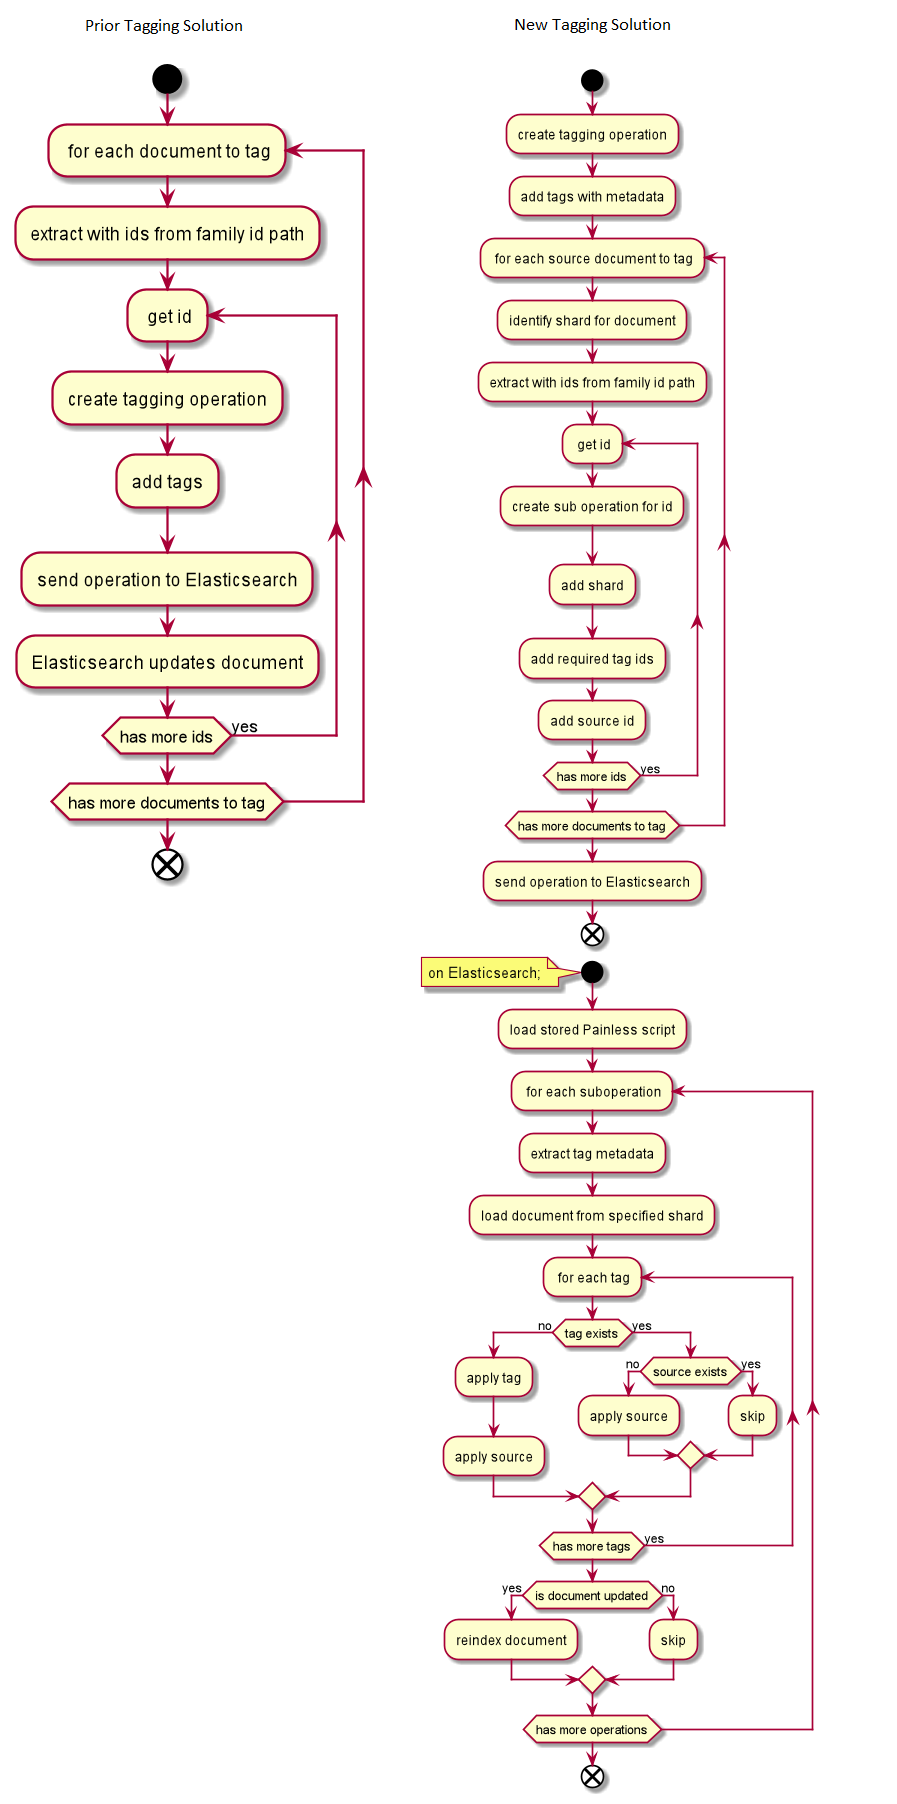 Prior Tagging Solution
for each document to tag
extract with ids from family id path
get id
create tagging operation
add tags
send operation to Elasticsearch
Elasticsearch updates document
has more ids
yes
has more documents to tag
New Tagging Solution
create tagging operation
add tags with metadata
for each source document to tag
identify shard for document
extract with ids from family id path
get id
create sub operation for id
add shard
add required tag ids
add source id
has more ids
yes
has more documents to tag
send operation to Elasticsearch
on Elasticsearch;
load stored Painless script
for each suboperation
extract tag metadata
load document from specified shard
for each tag
no
tag exists
yes
apply tag
apply source
no
source exists
yes
apply source
skip
has more tags
yes
yes
is document updated
no
reindex document
skip
has more operations